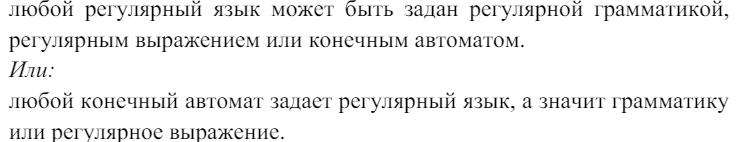 любой регулярный язык может быть задан регулярной грамматикой,
регулярным выражением или конечным автоматом.
Или:
любой конечный автомат задает регулярный язык, а значит грамматику
или регулярное выражение.